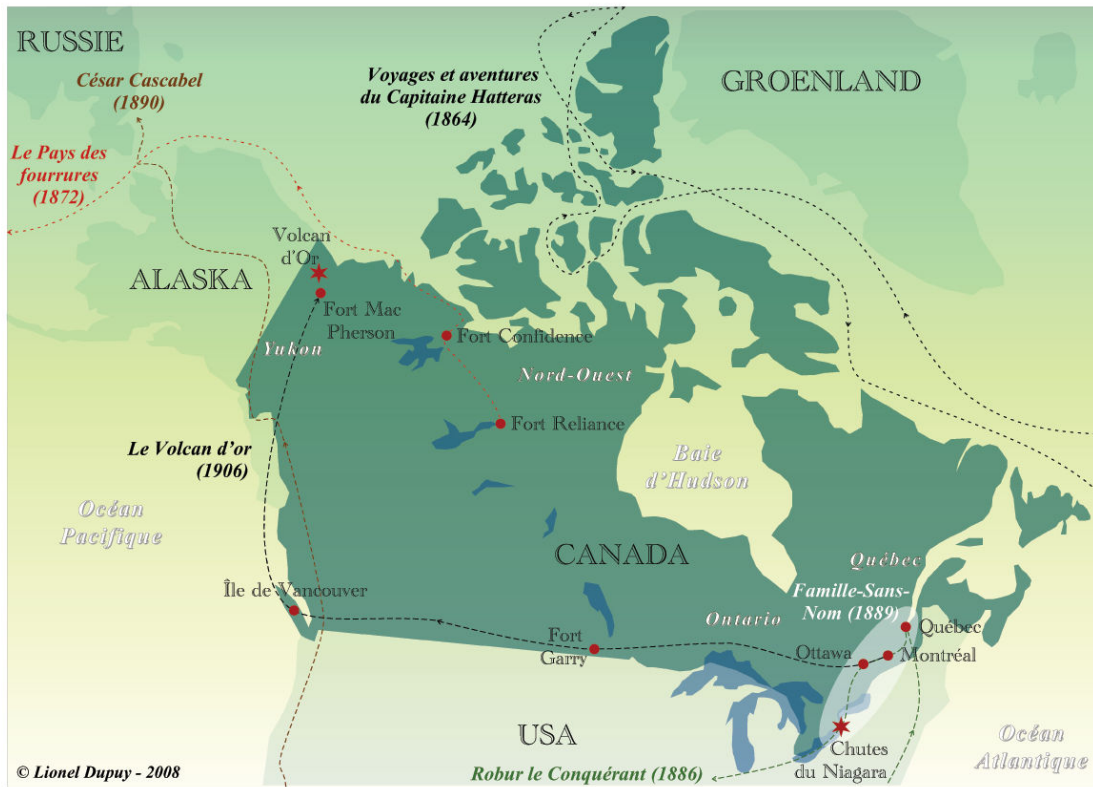 RUSSIE
César Cascabel
(1890)
Voyages et aventures
du Capitaine Hatteras
(1864)
GROENLAND
Le Pays des
fourrures
(1872)
Volcan
d'Or
ALASKA
Fort Mac
Pherson
Fort Confidence
Yukon
Nord-Ouest
Fort Reliance
Le Volcan d'or
(1906)
Baie
d'Hudson
Océan
Pacifique
CANADA
Québec
Famille-Sans-
Nom (1889)
Île de Vancouver
Ontario
Québec
Fort
Garry
Ottawa
Montréal
USA
Chutes
du Niagara
Océan
Atlantique
© Lionel Dupuy - 2008
Robur le Conquérant (1886)